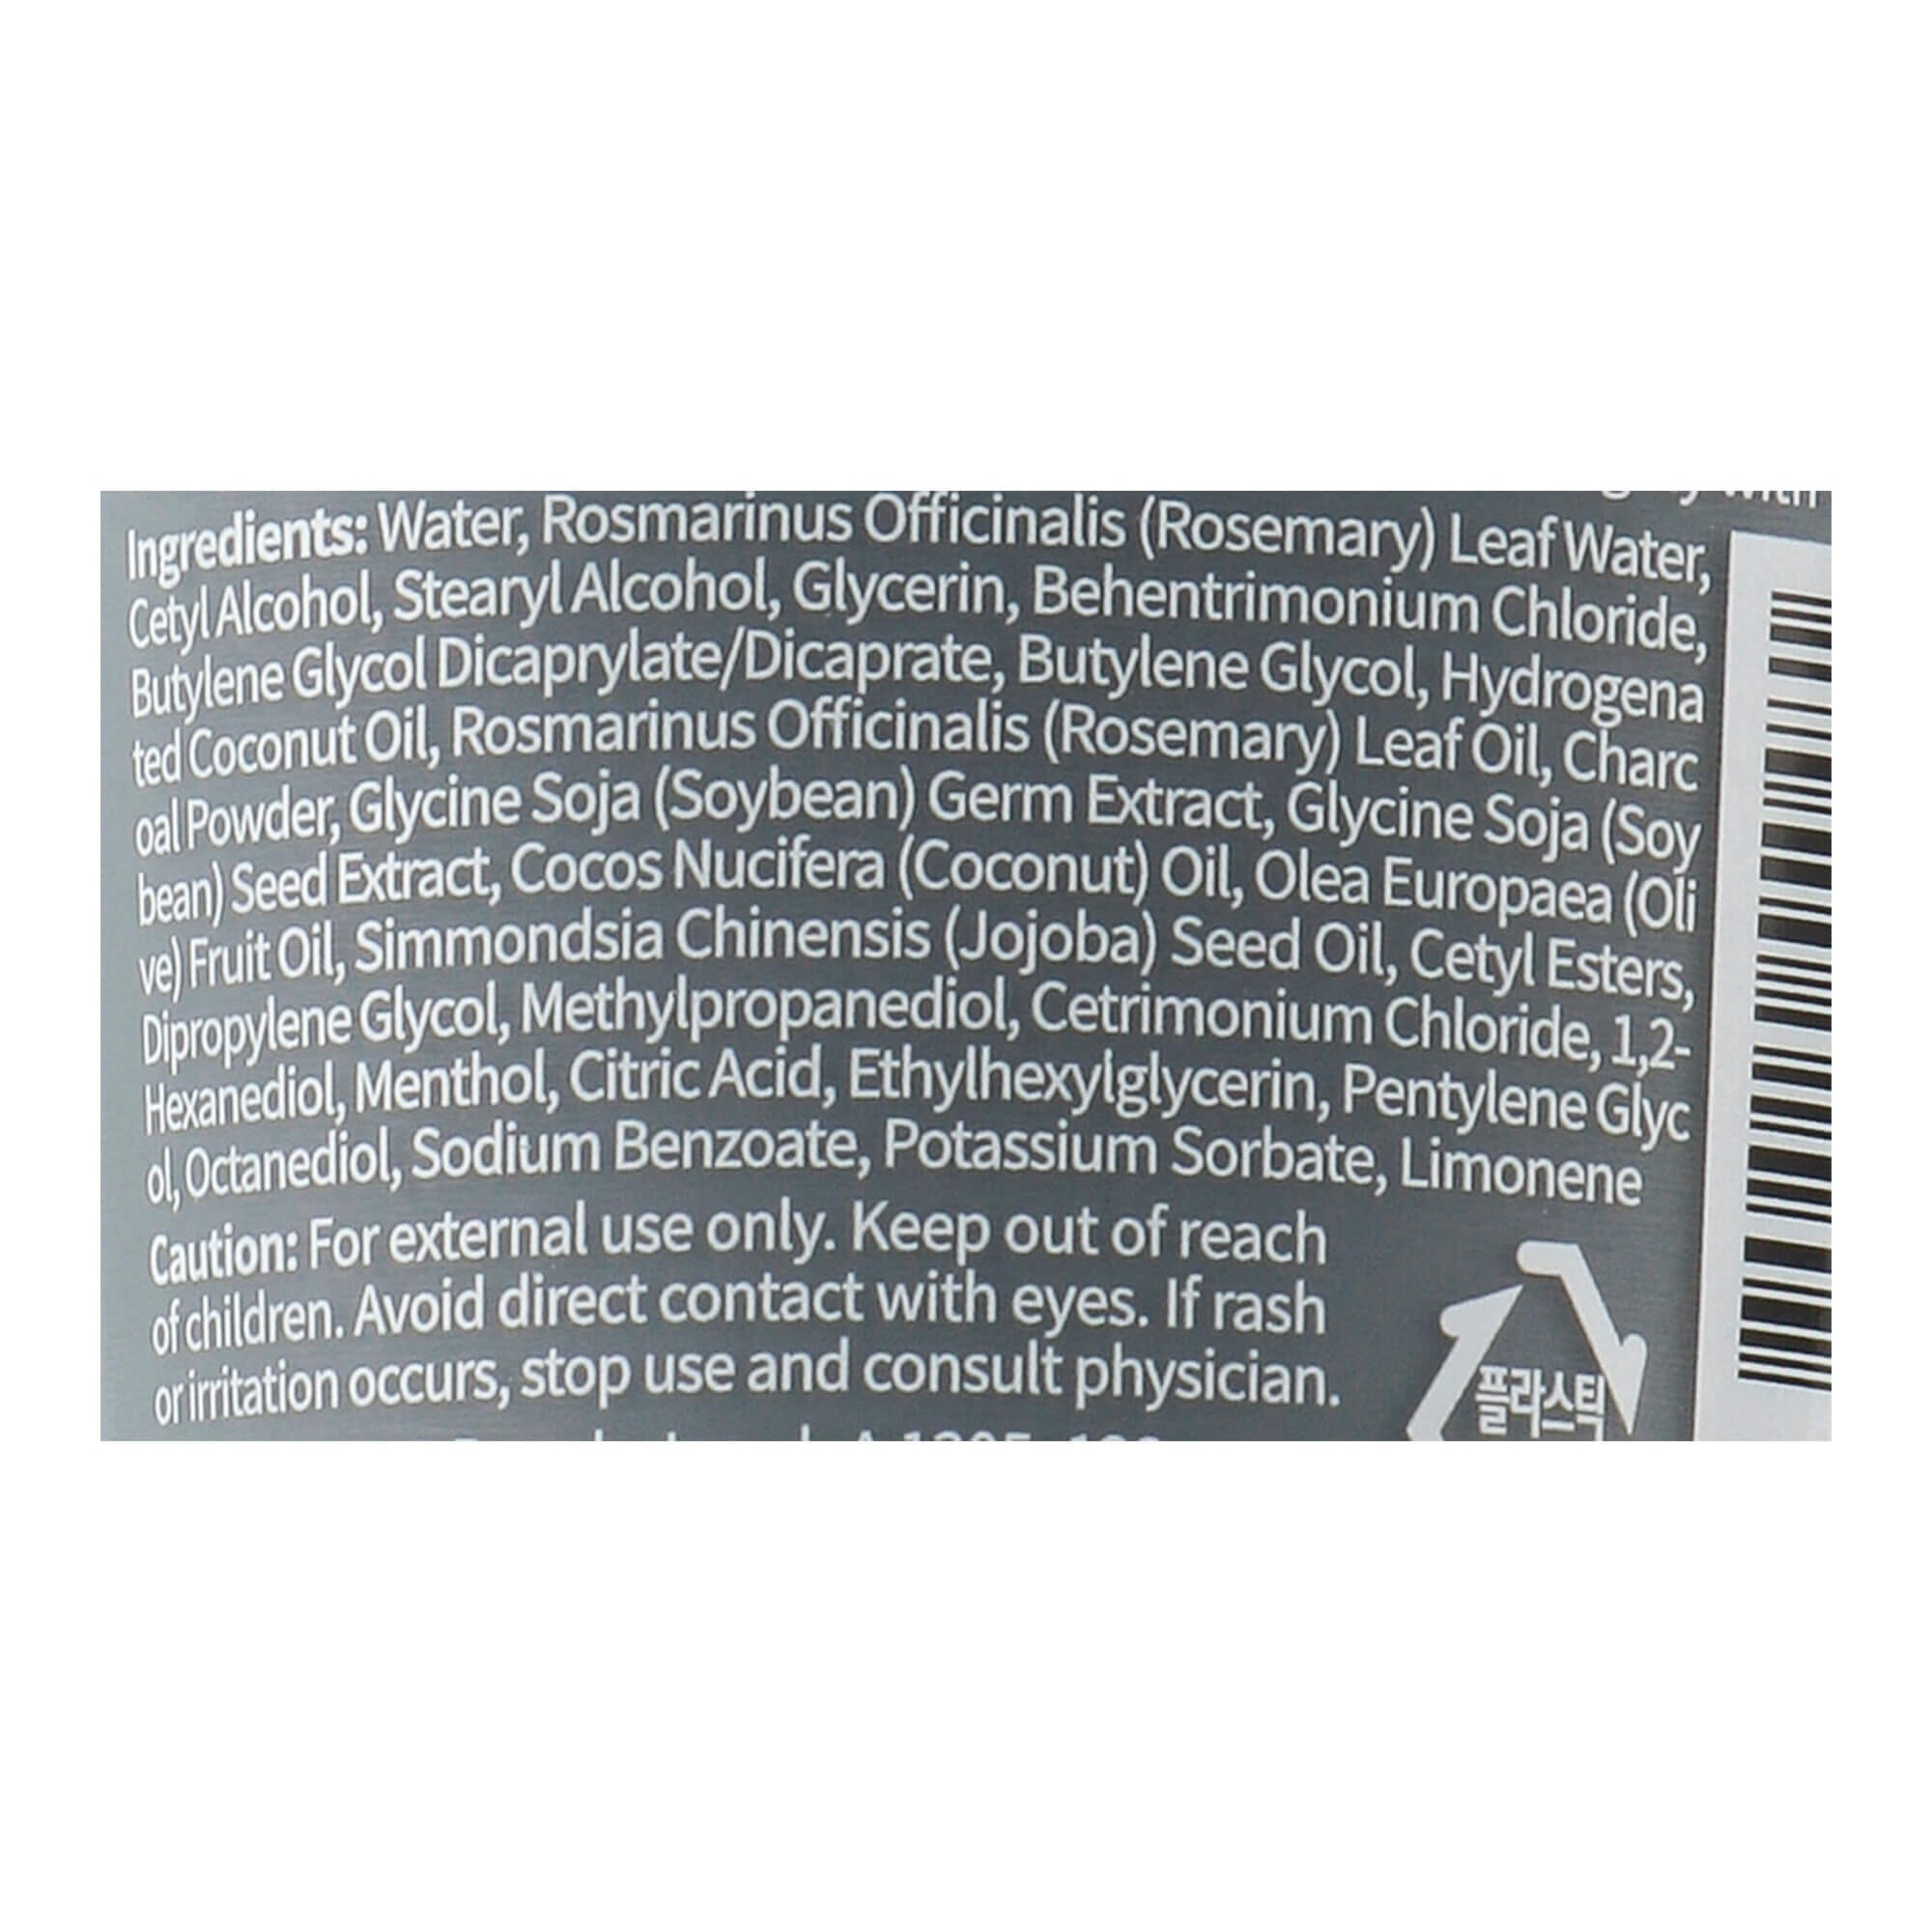 Ingredients: Water, Rosmarinus Officinalis (Rosemary) Leaf Water,
Cetyl Alcohol, Stearyl Alcohol, Glycerin, Behentrimonium Chloride,
Butylene Glycol Dicaprylate/Dicaprate, Butylene Glycol, Hydrogena
ted Coconut Oil, Rosmarinus Officinalis (Rosemary) Leaf Oil, Charc
oal Powder, Glycine Soja (Soybean) Germ Extract, Glycine Soja (Soy
bean) Seed Extract, Cocos Nucifera (Coconut) Oil, Olea Europaea (Oli
ve) Fruit Oil, Simmondsia Chinensis (Jojoba) Seed Oil, Cetyl Esters,
Dipropylene Glycol, Methylpropanediol, Cetrimonium Chloride, 1,2-
Hexanediol, Menthol, Citric Acid, Ethylhexylglycerin, Pentylene Glyc
ol, Octanediol, Sodium Benzoate, Potassium Sorbate, Limonene
Caution: For external use only. Keep out of reach
of children. Avoid direct contact with eyes. If rash
or irritation occurs, stop use and consult physician.
플라스틱